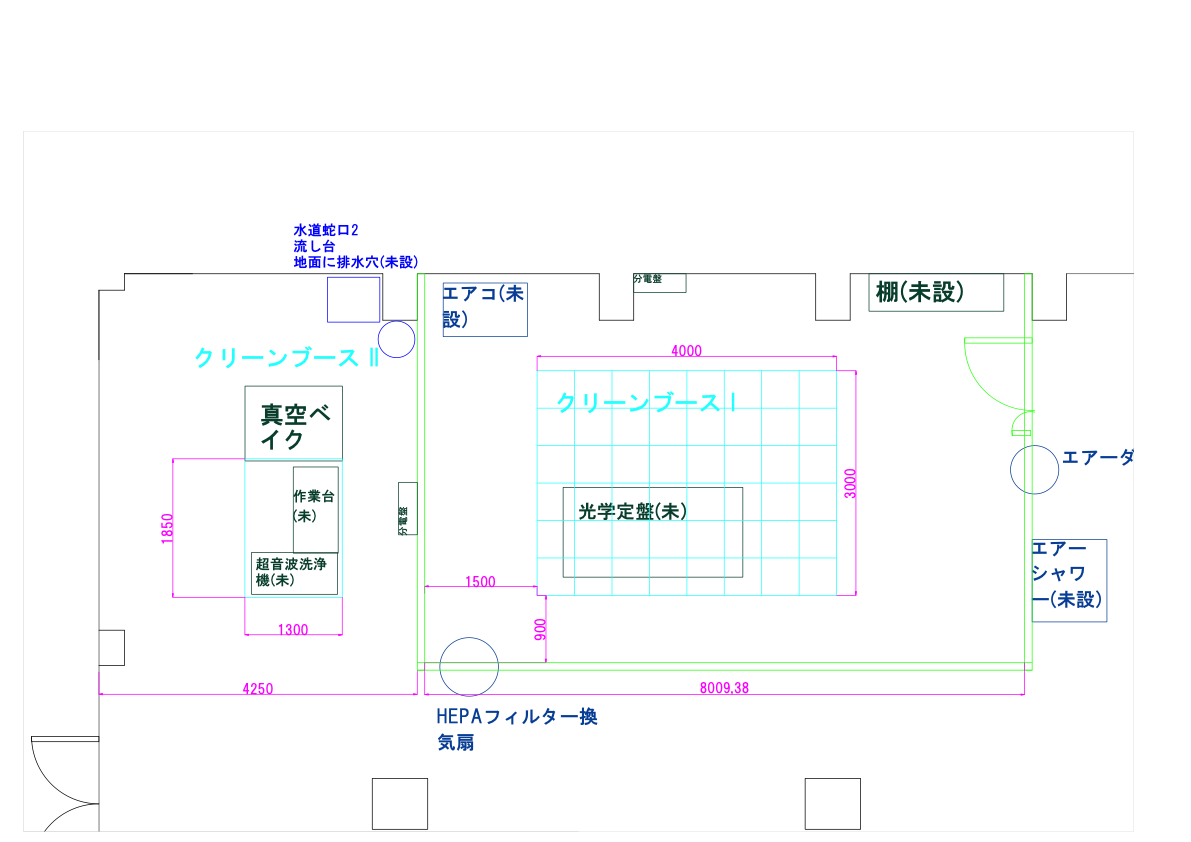 水道蛇口2
流し台
地面に排水穴(未設)
分電盤
エアコ(未
設)
棚(未設)
クリーンブースⅡ
4000
クリーンブースⅠ
真空ベ
イク
エアーダ
3000
作業台
(未)
光学定盤(未)
分電盤
1850
エアー
シャワ
ー(未設)
超音波洗浄
機(未)
1500
1300
900
4250
8009.38
HEPAフィルター換
気扇